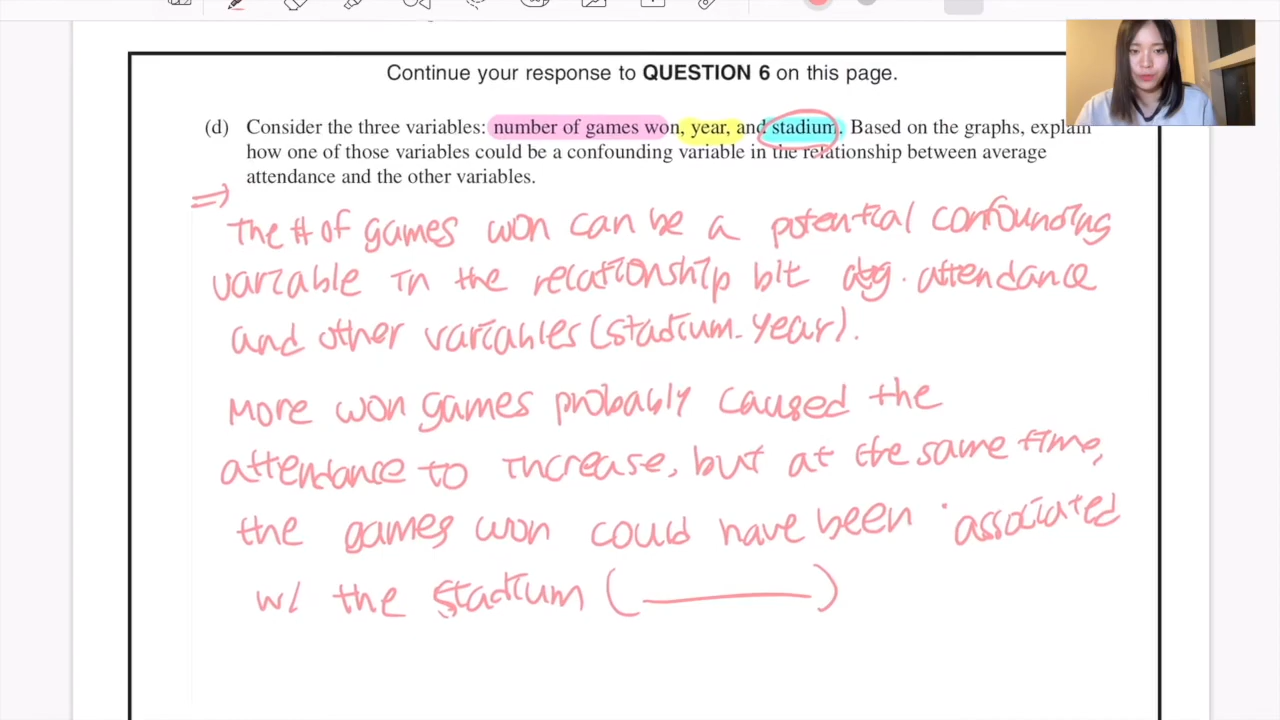 Continue your response to QUESTION 6 on this page.
(d) Consider the three variables: number of games won, year, and stadium. Based on the graphs, explain
how one of those variables could be a confounding variable in the relationship between average
attendance and the other variables.
⇒
The # of games won can be a potential confounding
variable in the relationship b/t avg. attendance
and other variables (stadium. year).
More won games probably caused the
attendance to increase, but at the same time,
the games won could have been associated
w/ the stadium (________)